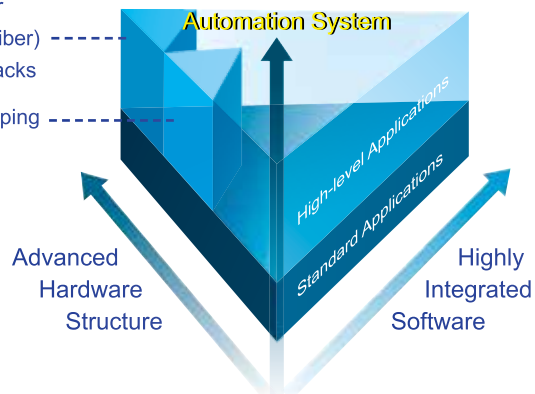 Automation System
iber)
acks
ping
High-level Applications
Standard Applications
Advanced
Hardware
Structure
Highly
Integrated
Software